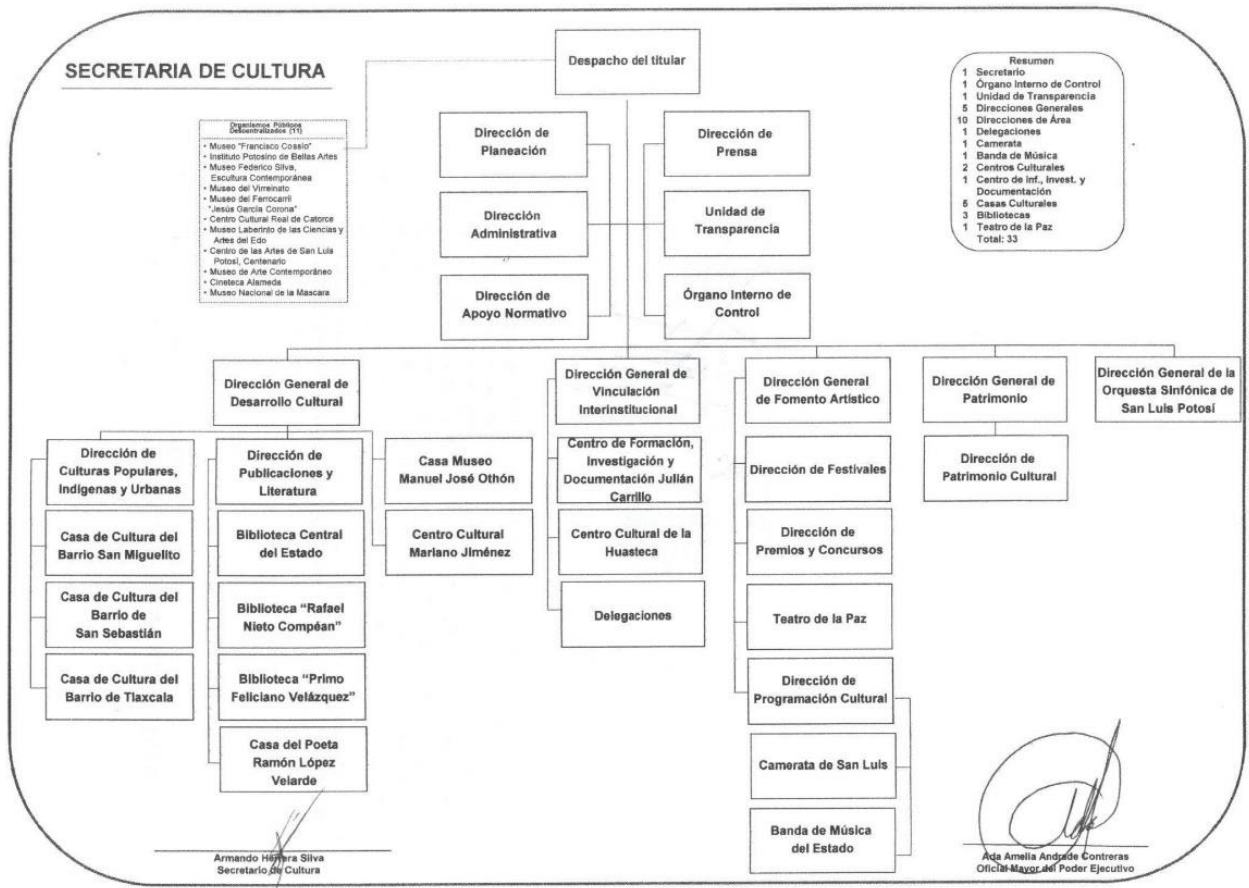 SECRETARIA DE CULTURA
Despacho del titular
Resumen
1 Secretario
1 Órgano Interno de Control
1 Unidad de Transparencia
5 Direcciones Generales
10 Direcciones de Área
1 Delegaciones
1 Camerata
1 Banda de Música
2 Centros Culturales
1 Centro de inf., Invest. y
Documentación
5 Casas Culturales
3 Bibliotecas
1 Teatro de la Paz
Total: 33
Organismos Públicos
Descentralizados (11)
• Museo "Francisco Cossío"
• Instituto Potosino de Bellas Artes
• Museo Federico Silva,
Escultura Contemporánea
• Museo del Virreinato
• Museo del Ferrocarril
"Jesús García Corona"
• Centro Cultural Real de Catorce
• Museo Laberinto de las Ciencias y
Artes del Edo
• Centro de las Artes de San Luis
Potosí, Centenario
• Museo de Arte Contemporáneo
• Cineteca Alameda
• Museo Nacional de la Mascara
Dirección de
Planeación
Dirección de
Prensa
Dirección
Administrativa
Unidad de
Transparencia
Dirección de
Apoyo Normativo
Órgano Interno de
Control
Dirección General de
Desarrollo Cultural
Dirección General de
Vinculación
Interinstitucional
Dirección General
de Fomento Artístico
Dirección General de
Patrimonio
Dirección General de la
Orquesta Sinfónica de
San Luis Potosí
Dirección de
Culturas Populares,
Indígenas y Urbanas
Casa de Cultura del
Barrio San Miguelito
Casa de Cultura del
Barrio de
San Sebastián
Casa de Cultura del
Barrio de Tlaxcala
Dirección de
Publicaciones y
Literatura
Biblioteca Central
del Estado
Biblioteca “Rafael
Nieto Compéan”
Biblioteca “Primo
Feliciano Velázquez”
Casa del Poeta
Ramón López
Velarde
Casa Museo
Manuel José Othón
Centro Cultural
Mariano Jiménez
Centro de Formación,
Investigación y
Documentación Julián
Carrillo
Centro Cultural de la
Huasteca
Delegaciones
Dirección de Festivales
Dirección de
Premios y Concursos
Teatro de la Paz
Dirección de
Programación Cultural
Camerata de San Luis
Banda de Música
del Estado
Dirección de
Patrimonio Cultural
Armando Herrera Silva
Secretario de Cultura
Ada Amelia Andrade Contreras
Oficial Mayor del Poder Ejecutivo